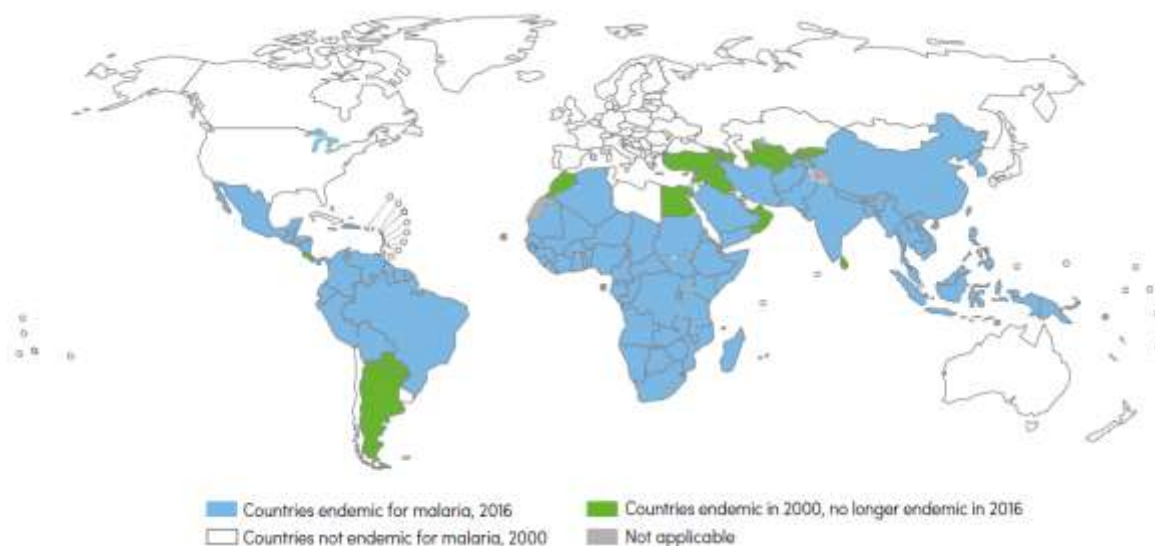 Countries endemic for malaria, 2016
Countries endemic in 2000, no longer endemic in 2016
Countries not endemic for malaria, 2000
Not applicable